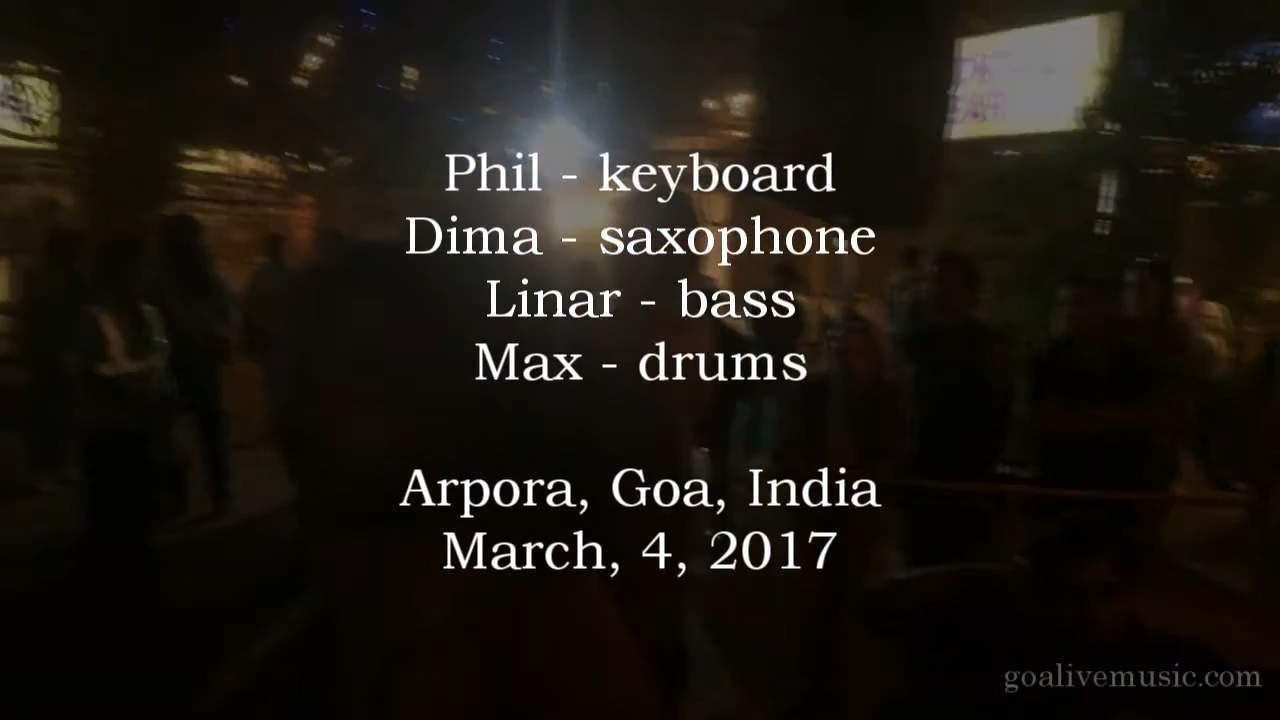 Phil - keyboard
Dima - saxophone
Linar - bass
Max - drums
Arpora, Goa, India
March, 4, 2017
goalivemusic.com